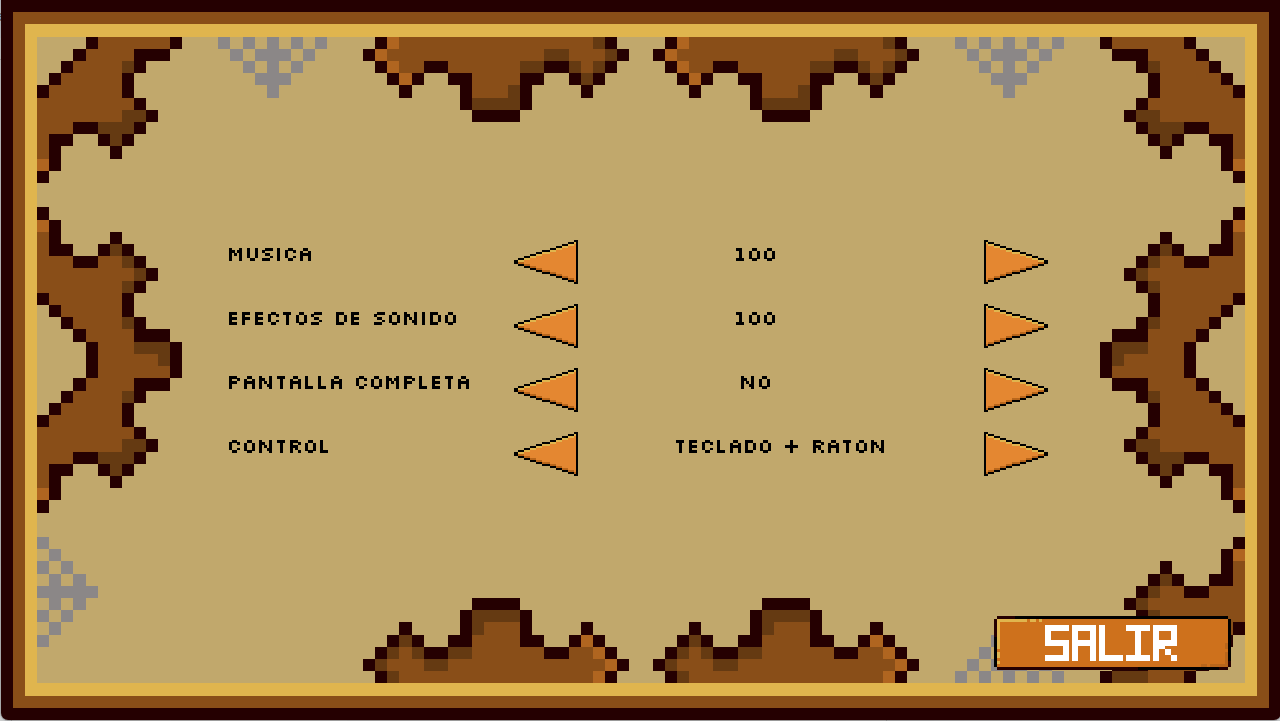 MUSICA 100
EFECTOS DE SONIDO 100
PANTALLA COMPLETA NO
CONTROL TECLADO + RATON
SALIR